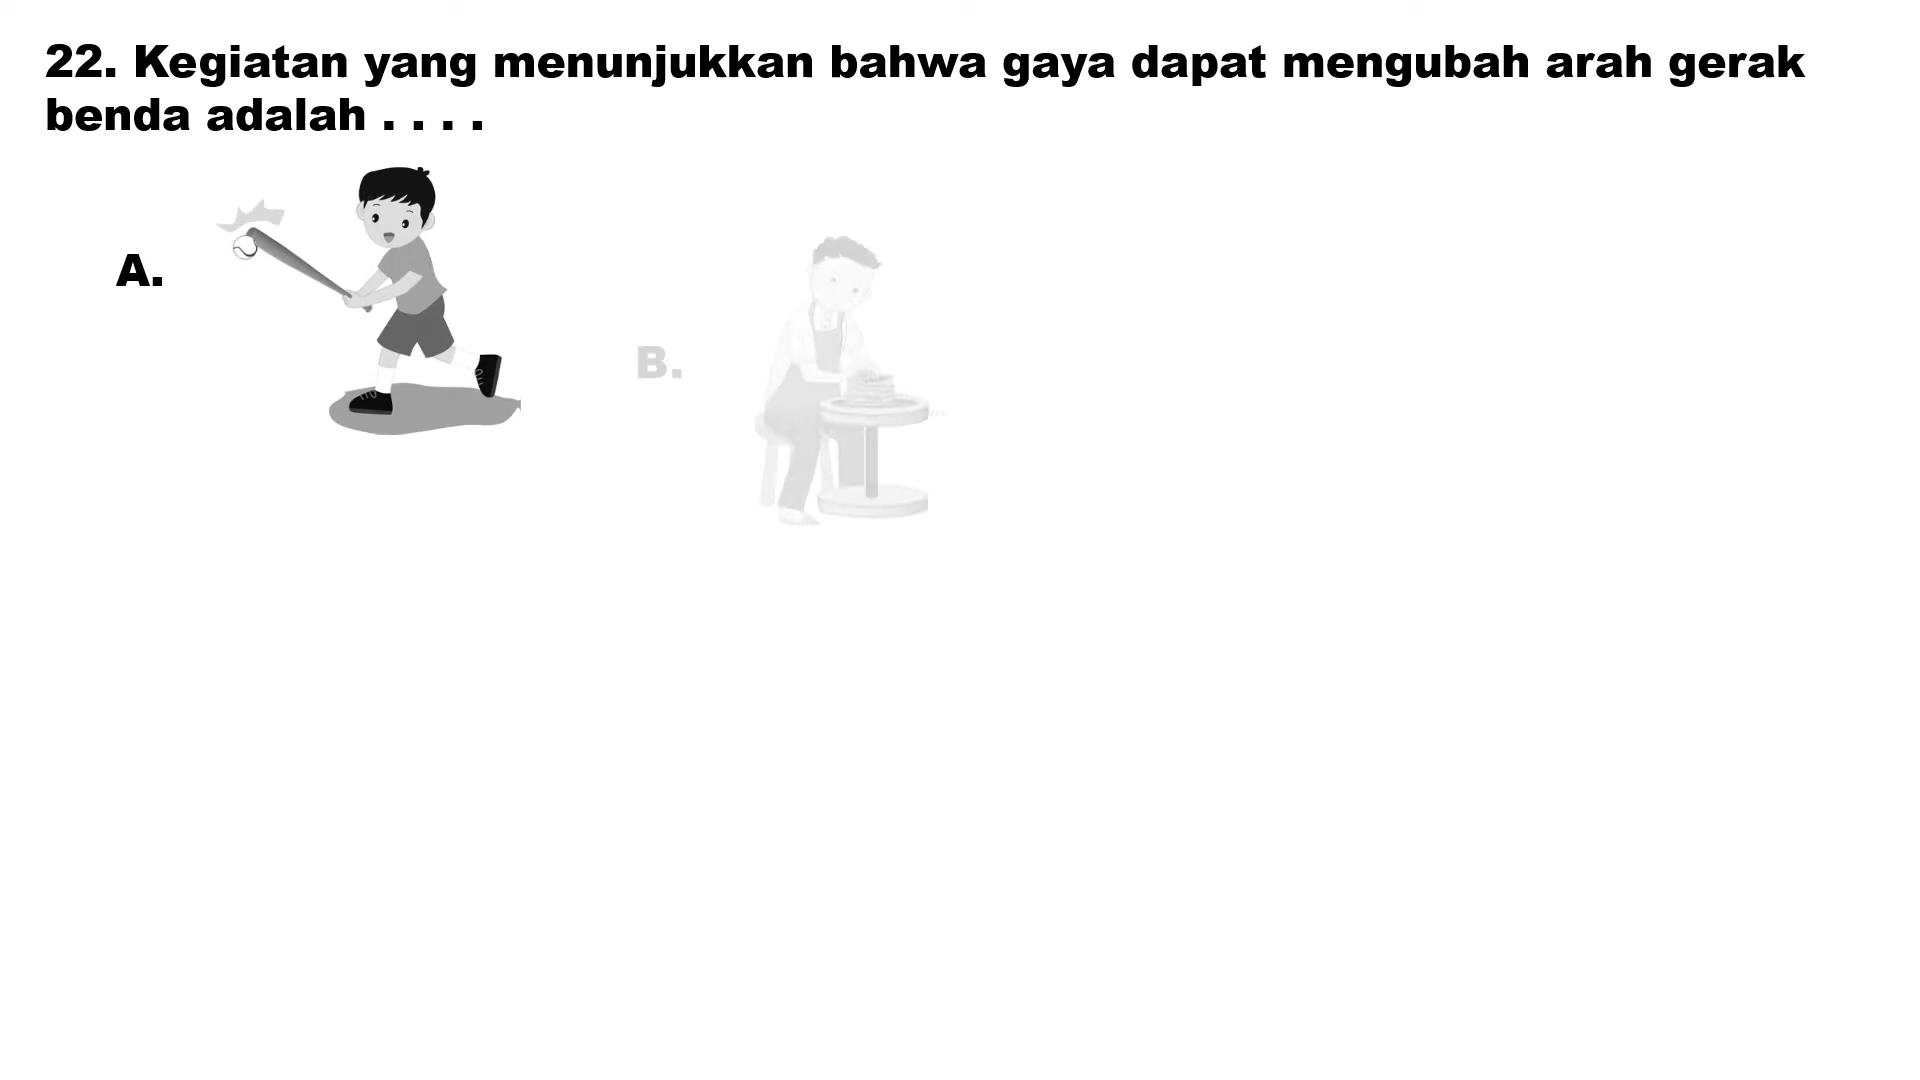 22. Kegiatan yang menunjukkan bahwa gaya dapat mengubah arah gerak
benda adalah . . . .
A.
B.